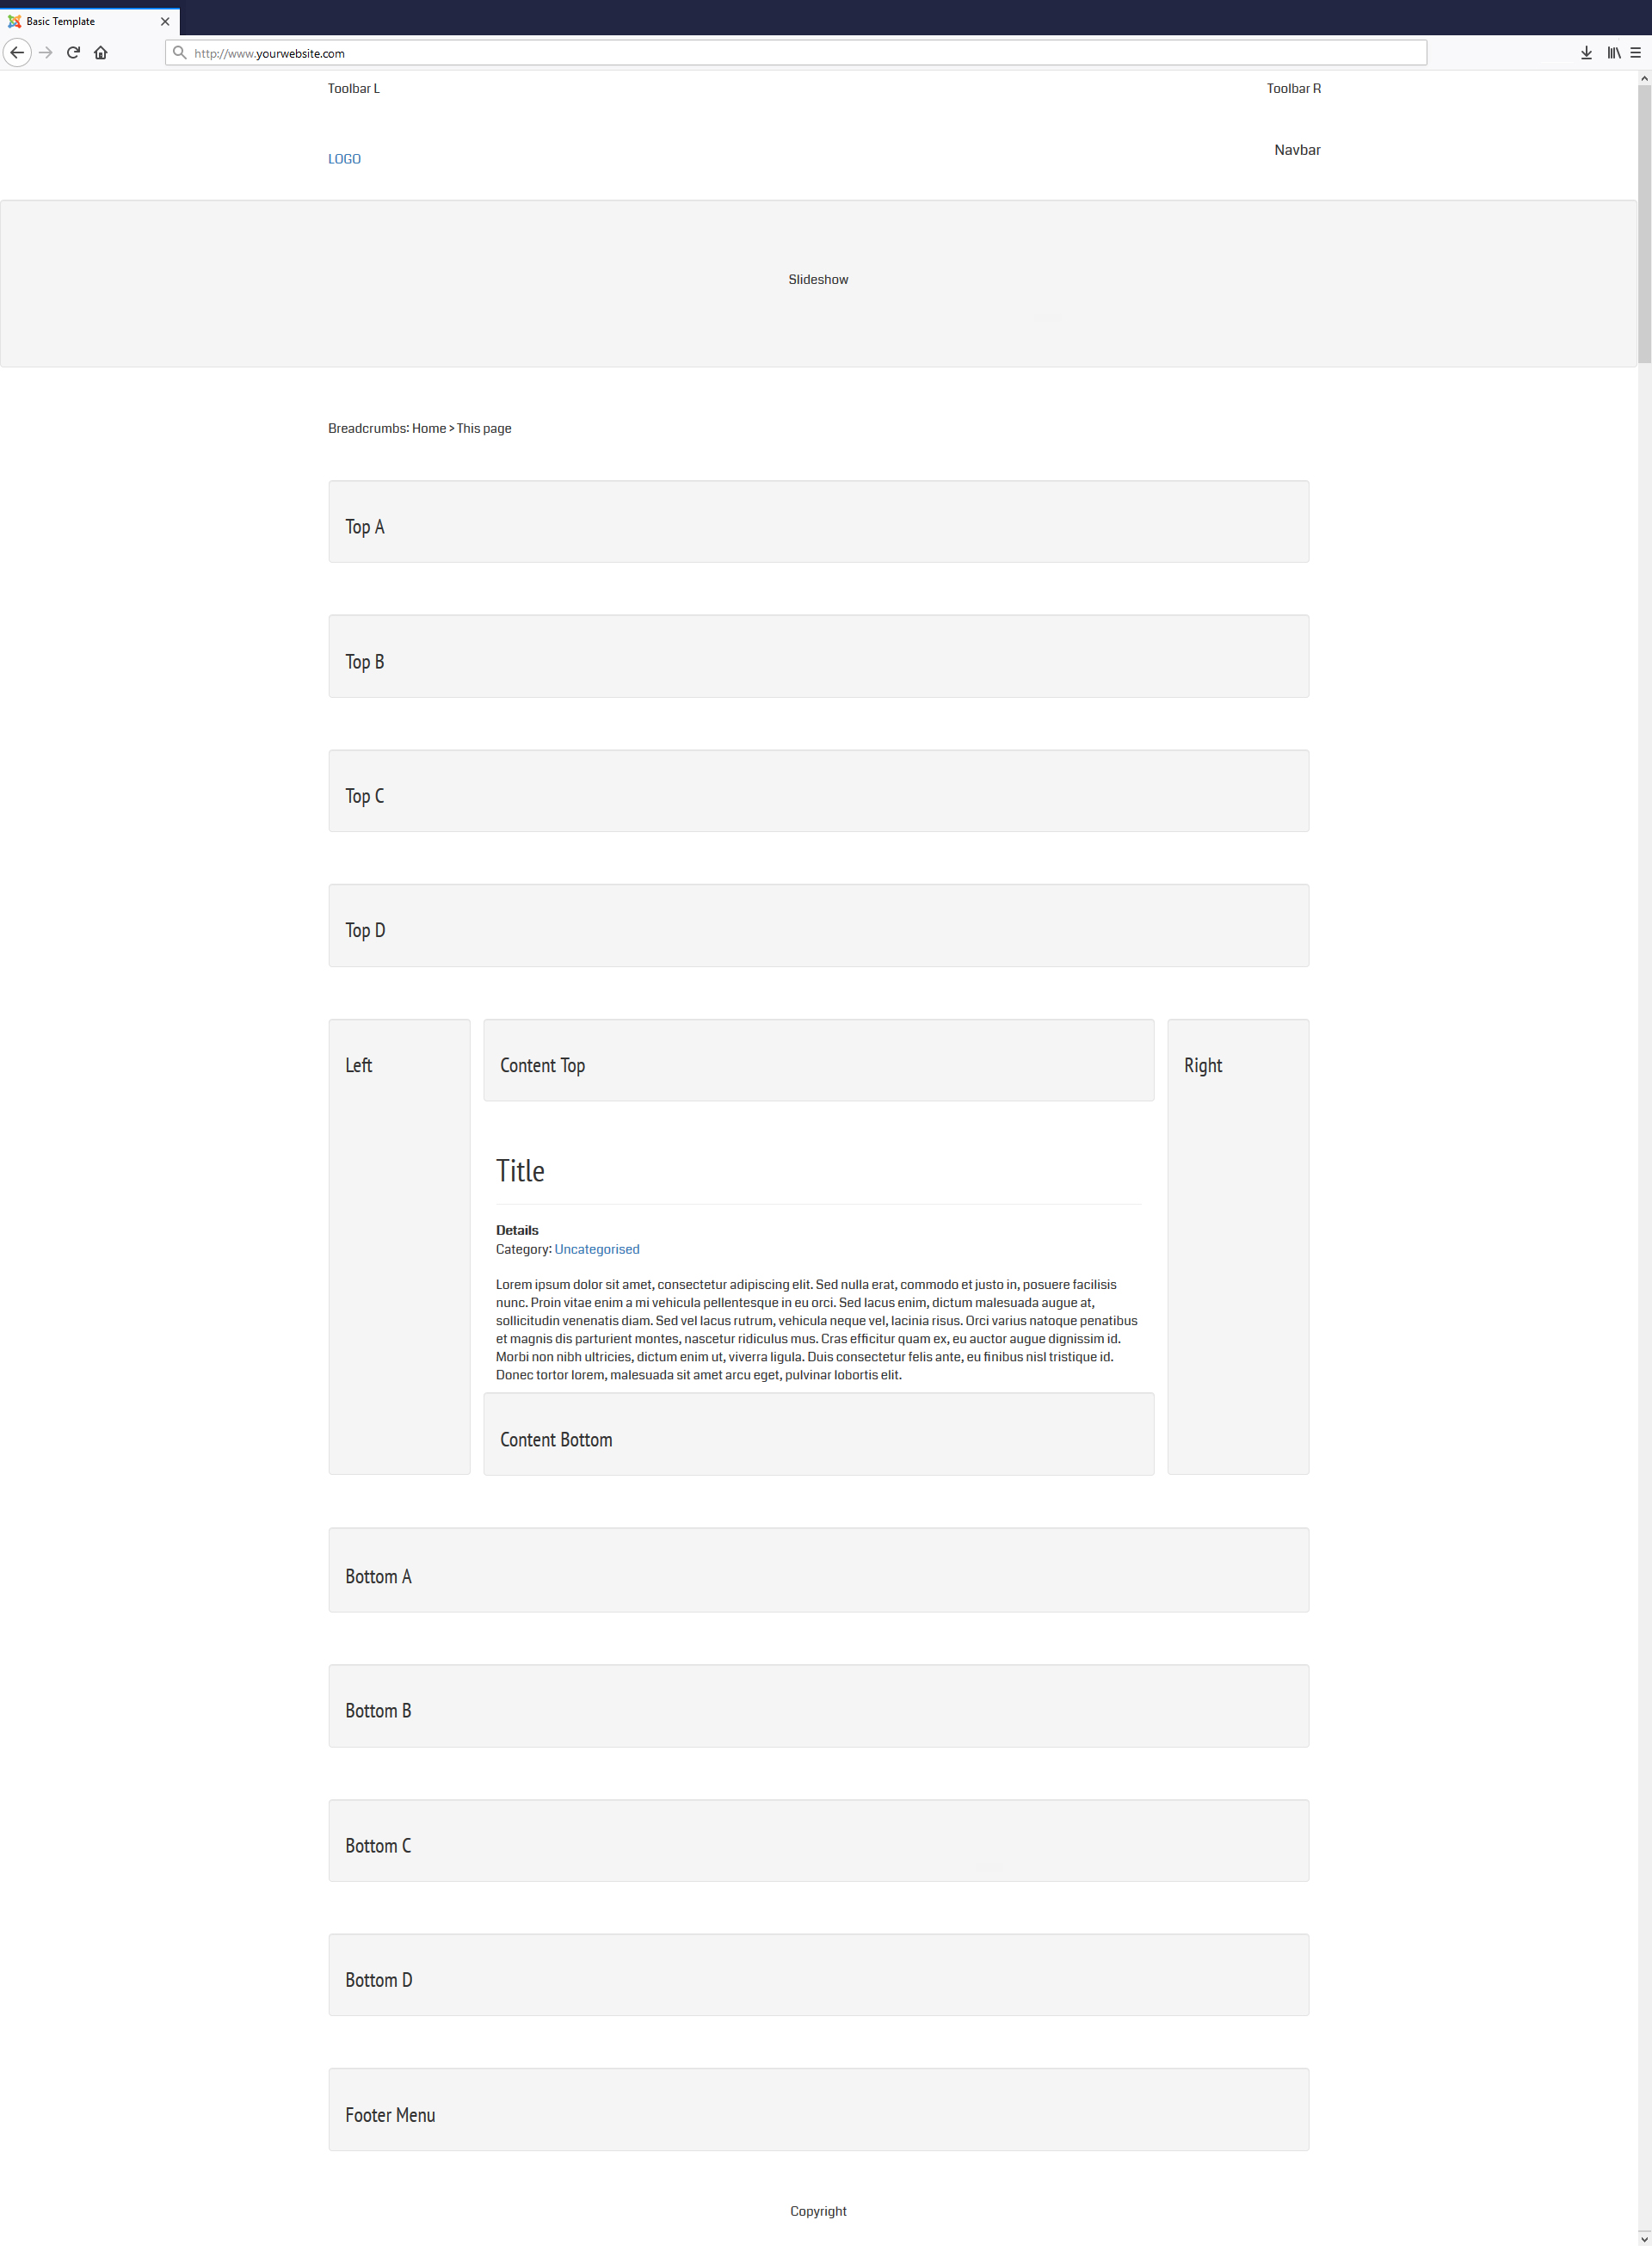 Basic Template
http://www.yourwebsite.com
Toolbar L
Toolbar R
LOGO
Navbar
Slideshow
Breadcrumbs: Home > This page
Top A
Top B
Top C
Top D
Left
Content Top
Right
Title
Details
Category: Uncategorised
Lorem ipsum dolor sit amet, consectetur adipiscing elit. Sed nulla erat, commodo et justo in, posuere facilisis
nunc. Proin vitae enim a mi vehicula pellentesque in eu orci. Sed lacus enim, dictum malesuada augue at,
sollicitudin venenatis diam. Sed vel lacus rutrum, vehicula neque vel, lacinia risus. Orci varius natoque penatibus
et magnis dis parturient montes, nascetur ridiculus mus. Cras efficitur quam ex, eu auctor augue dignissim id.
Morbi non nibh ultricies, dictum enim ut, viverra ligula. Duis consectetur felis ante, eu finibus nisl tristique id.
Donec tortor lorem, malesuada sit amet arcu eget, pulvinar lobortis elit.
Content Bottom
Bottom A
Bottom B
Bottom C
Bottom D
Footer Menu
Copyright